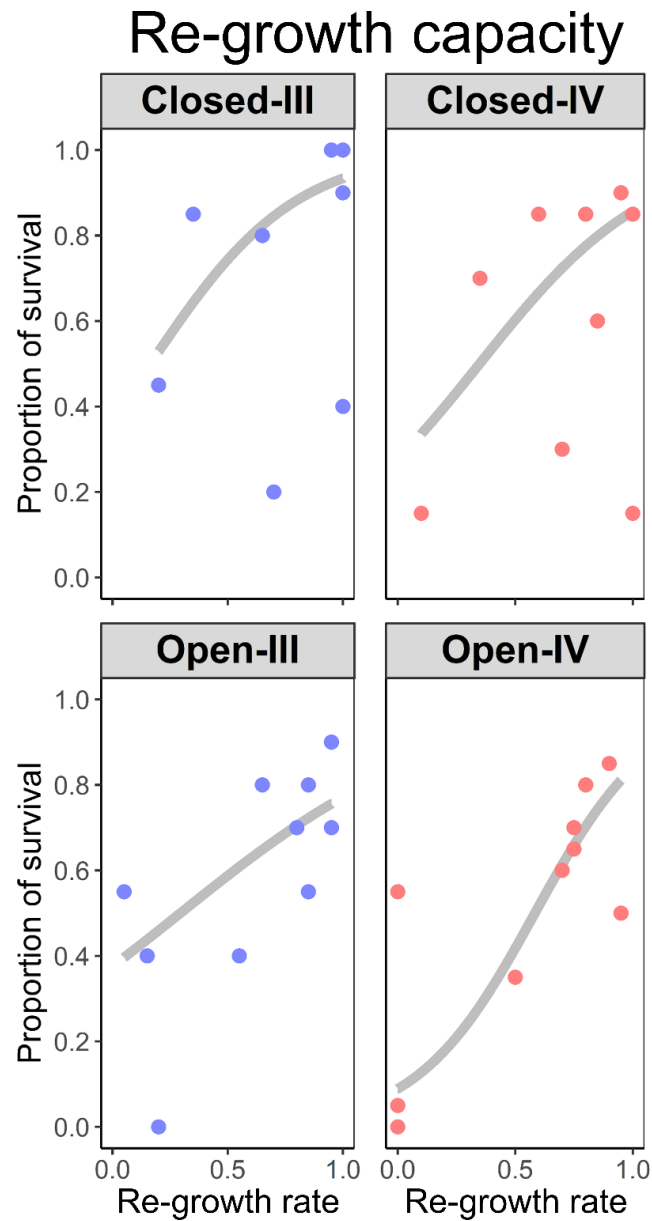 Re-growth capacity
Closed-III
Closed-IV
Proportion of survival
1.0
0.8
0.6
0.4
0.2
0.0
Open-III
Open-IV
Proportion of survival
1.0
0.8
0.6
0.4
0.2
0.0
0.0 0.5 1.0
0.0 0.5 1.0
Re-growth rate
Re-growth rate